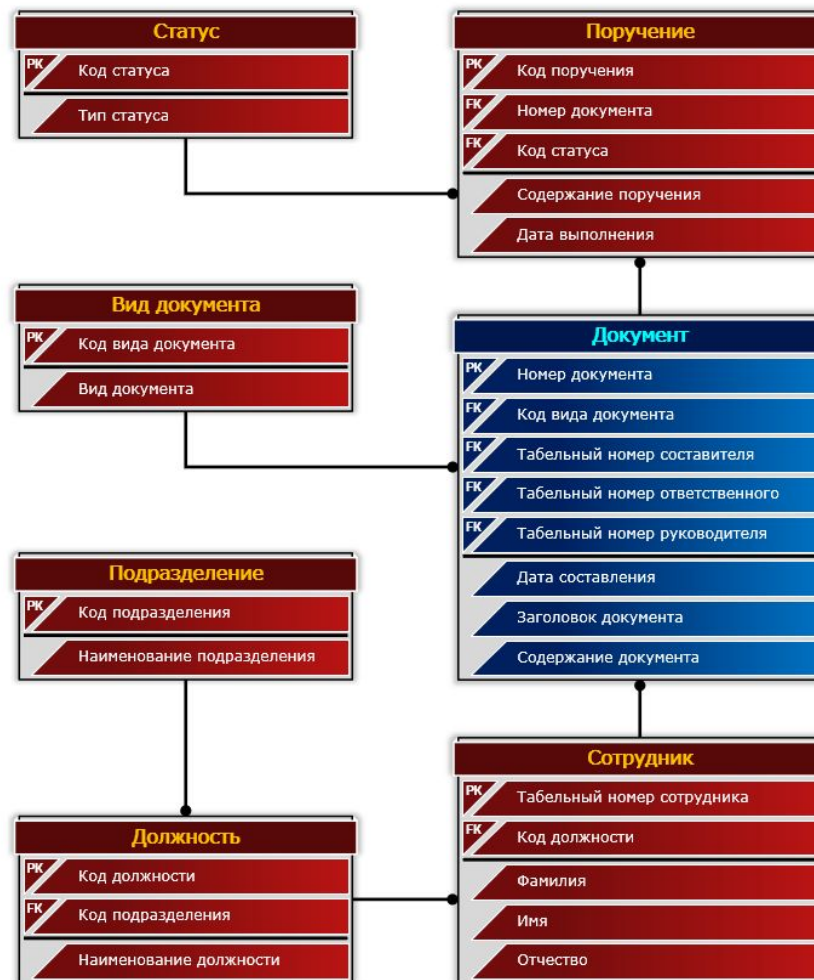 Статус
PK Код статуса
Тип статуса
Поручение
PK Код поручения
FK Номер документа
FK Код статуса
Содержание поручения
Дата выполнения
Вид документа
PK Код вида документа
Вид документа
Документ
PK Номер документа
FK Код вида документа
FK Табельный номер составителя
FK Табельный номер ответственного
FK Табельный номер руководителя
Дата составления
Заголовок документа
Содержание документа
Подразделение
PK Код подразделения
Наименование подразделения
Должность
PK Код должности
FK Код подразделения
Наименование должности
Сотрудник
PK Табельный номер сотрудника
FK Код должности
Фамилия
Имя
Отчество